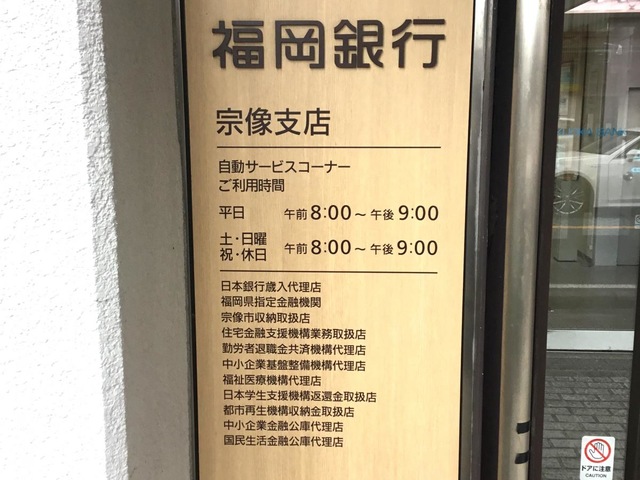 福岡銀行
宗像支店
自動サービスコーナー
ご利用時間
平日 午前8:00～午後9:00
土・日曜
祝・休日 午前8:00～午後9:00
日本銀行歳入代理店
福岡県指定金融機関
宗像市収納取扱店
住宅金融支援機構業務取扱店
勤労者退職金共済機構代理店
中小企業基盤整備機構代理店
福祉医療機構代理店
日本学生支援機構返還金取扱店
都市再生機構収納金取扱店
中小企業金融公庫代理店
国民生活金融公庫代理店
ドアに注意
CAUTION